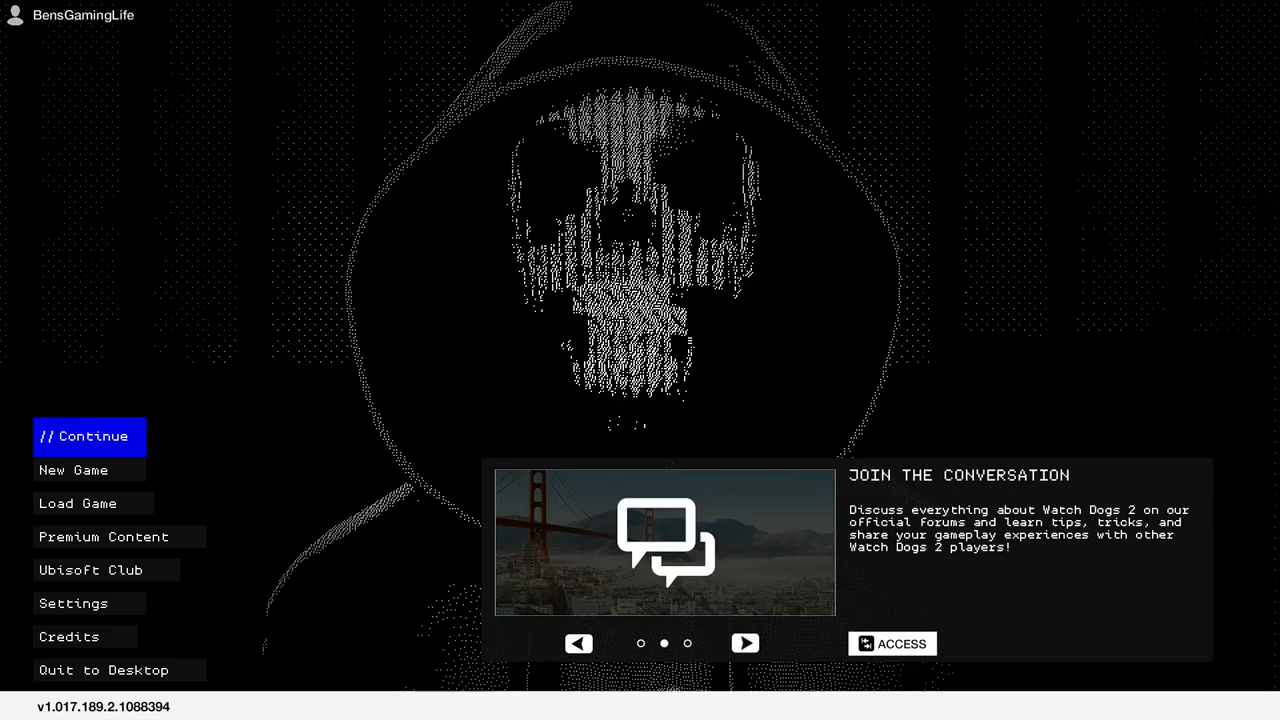 BensGamingLife
// Continue
New Game
Load Game
Premium Content
Ubisoft Club
Settings
Credits
Quit to Desktop
JOIN THE CONVERSATION
Discuss everything about Watch Dogs 2 on our
official forums and learn tips, tricks, and
share your gameplay experiences with other
Watch Dogs 2 players!
ACCESS
v1.017.189.2.1088394